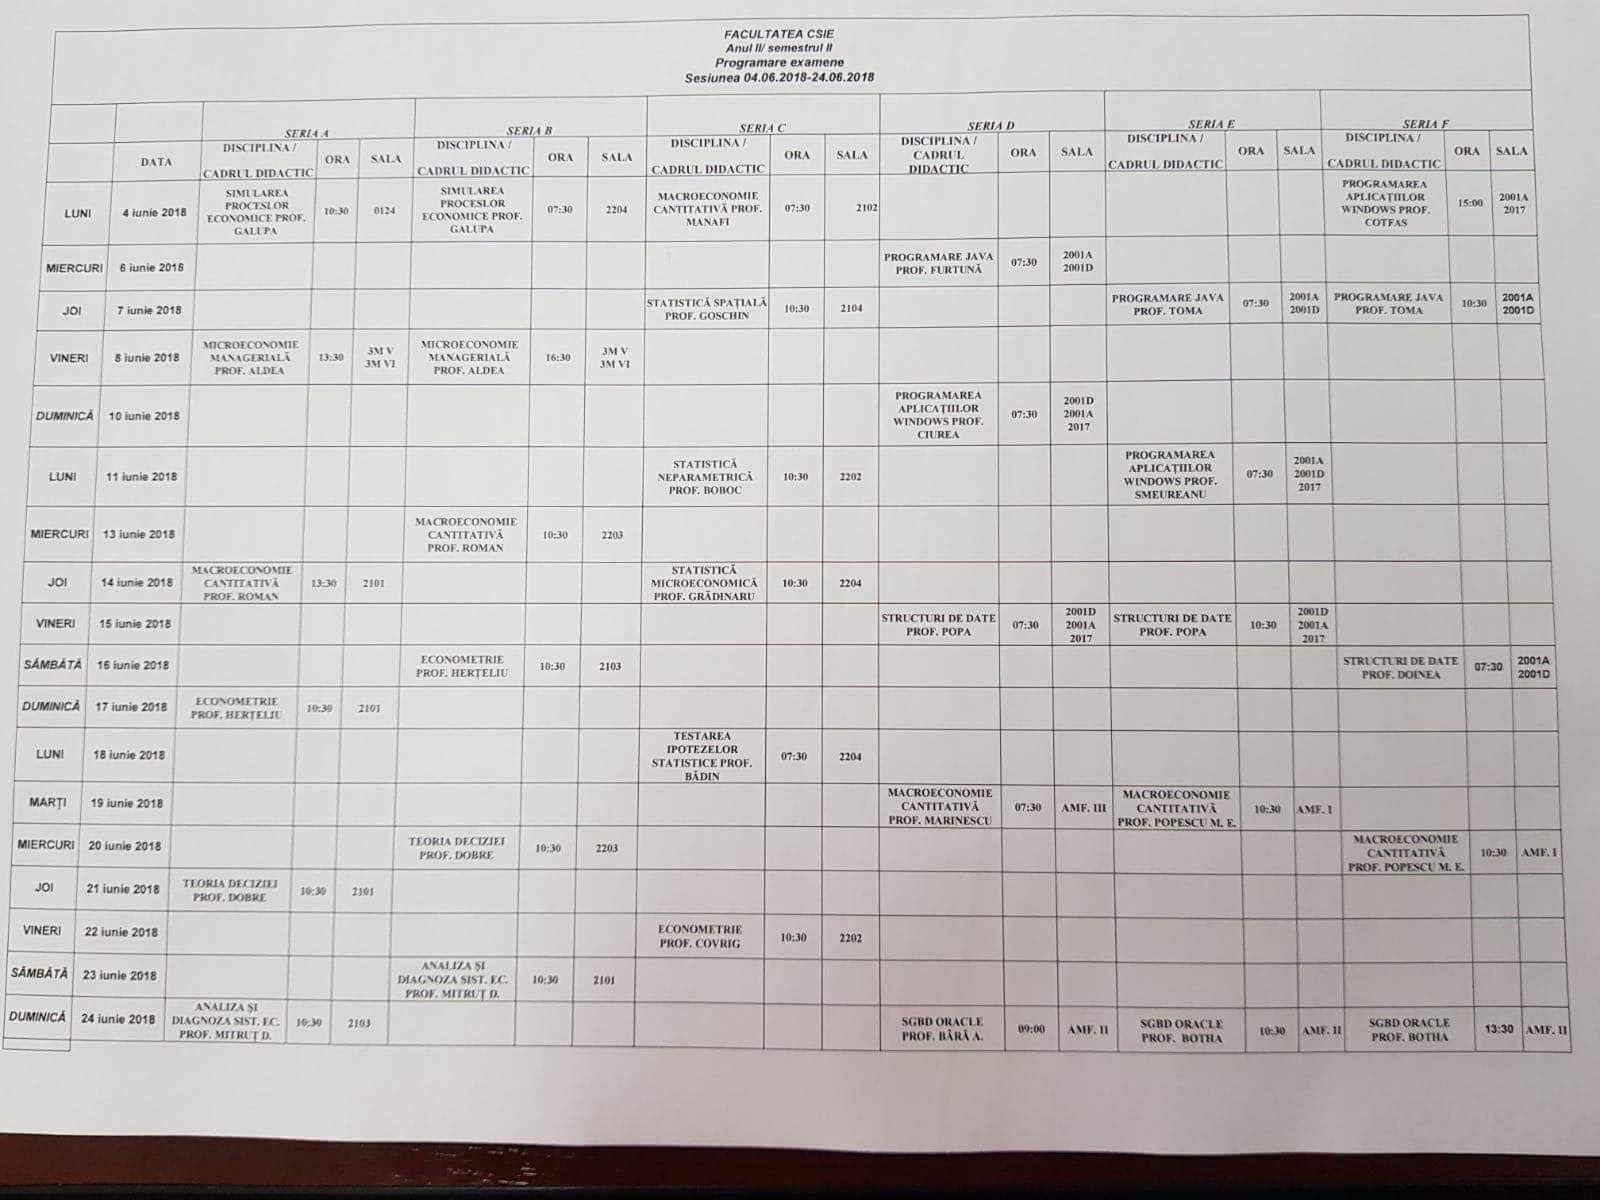 FACULTATEA CSIE
Anul II/ semestrul II
Programare examene
Sesiunea 04.06.2018-24.06.2018
SERIA A SERIA B SERIA C SERIA D SERIA E SERIA F
DATA
DISCIPLINA /
CADRUL DIDACTIC
ORA SALA
DISCIPLINA /
CADRUL DIDACTIC
ORA SALA
DISCIPLINA /
CADRUL DIDACTIC
ORA SALA
DISCIPLINA /
CADRUL
DIDACTIC
ORA SALA
DISCIPLINA /
CADRUL DIDACTIC
ORA SALA
DISCIPLINA /
CADRUL DIDACTIC
ORA SALA
LUNI 4 iunie 2018
SIMULAREA
PROCESLOR
ECONOMICE PROF.
GALUPA
10:30 0124
SIMULAREA
PROCESLOR
ECONOMICE PROF.
GALUPA
07:30 2204
MACROECONOMIE
CANTITATIVĂ PROF.
MANAFI
07:30 2102
PROGRAMAREA
APLICAȚIILOR
WINDOWS PROF.
COTFAS
15:00
2001A
2017
MIERCURI 6 iunie 2018
PROGRAMARE JAVA
PROF. FURTUNĂ
07:30
2001A
2001D
JOI 7 iunie 2018
STATISTICĂ SPAȚIALĂ
PROF. GOSCHIN
10:30 2104
PROGRAMARE JAVA
PROF. TOMA
07:30
2001A
2001D
PROGRAMARE JAVA
PROF. TOMA
10:30
2001A
2001D
VINERI 8 iunie 2018
MICROECONOMIE
MANAGERIALĂ
PROF. ALDEA
13:30
3M V
3M VI
MICROECONOMIE
MANAGERIALĂ
PROF. ALDEA
16:30
3M V
3M VI
DUMINICĂ 10 iunie 2018
PROGRAMAREA
APLICAȚIILOR
WINDOWS PROF.
CIUREA
07:30
2001D
2001A
2017
LUNI 11 iunie 2018
STATISTICĂ
NEPARAMETRICĂ
PROF. BOBOC
10:30 2202
PROGRAMAREA
APLICAȚIILOR
WINDOWS PROF.
SMEUREANU
07:30
2001A
2001D
2017
MIERCURI 13 iunie 2018
MACROECONOMIE
CANTITATIVĂ
PROF. ROMAN
10:30 2203
JOI 14 iunie 2018
MACROECONOMIE
CANTITATIVĂ
PROF. ROMAN
13:30 2101
STATISTICĂ
MICROECONOMICĂ
PROF. GRĂDINARU
10:30 2204
VINERI 15 iunie 2018
STRUCTURI DE DATE
PROF. POPA
07:30
2001D
2001A
2017
STRUCTURI DE DATE
PROF. POPA
10:30
2001D
2001A
2017
SÂMBĂTĂ 16 iunie 2018
ECONOMETRIE
PROF. HERȚELIU
10:30 2103
STRUCTURI DE DATE
PROF. DOINEA
07:30
2001A
2001D
DUMINICĂ 17 iunie 2018
ECONOMETRIE
PROF. HERȚELIU
10:30 2101
LUNI 18 iunie 2018
TESTAREA
IPOTEZELOR
STATISTICE PROF.
BĂDIN
07:30 2204
MARȚI 19 iunie 2018
MACROECONOMIE
CANTITATIVĂ
PROF. MARINESCU
07:30 AMF. III
MACROECONOMIE
CANTITATIVĂ
PROF. POPESCU M. E.
10:30 AMF. I
MIERCURI 20 iunie 2018
TEORIA DECIZIEI
PROF. DOBRE
10:30 2203
MACROECONOMIE
CANTITATIVĂ
PROF. POPESCU M. E.
10:30 AMF. I
JOI 21 iunie 2018
TEORIA DECIZIEI
PROF. DOBRE
10:30 2101
VINERI 22 iunie 2018
ECONOMETRIE
PROF. COVRIG
10:30 2202
SÂMBĂTĂ 23 iunie 2018
ANALIZA ȘI
DIAGNOZA SIST. EC.
PROF. MITRUȚ D.
10:30 2101
DUMINICĂ 24 iunie 2018
ANALIZA ȘI
DIAGNOZA SIST. EC.
PROF. MITRUȚ D.
10:30 2103
SGBD ORACLE
PROF. BÂRĂ A.
09:00 AMF. II
SGBD ORACLE
PROF. BOTHA
10:30 AMF. II
SGBD ORACLE
PROF. BOTHA
13:30 AMF. II